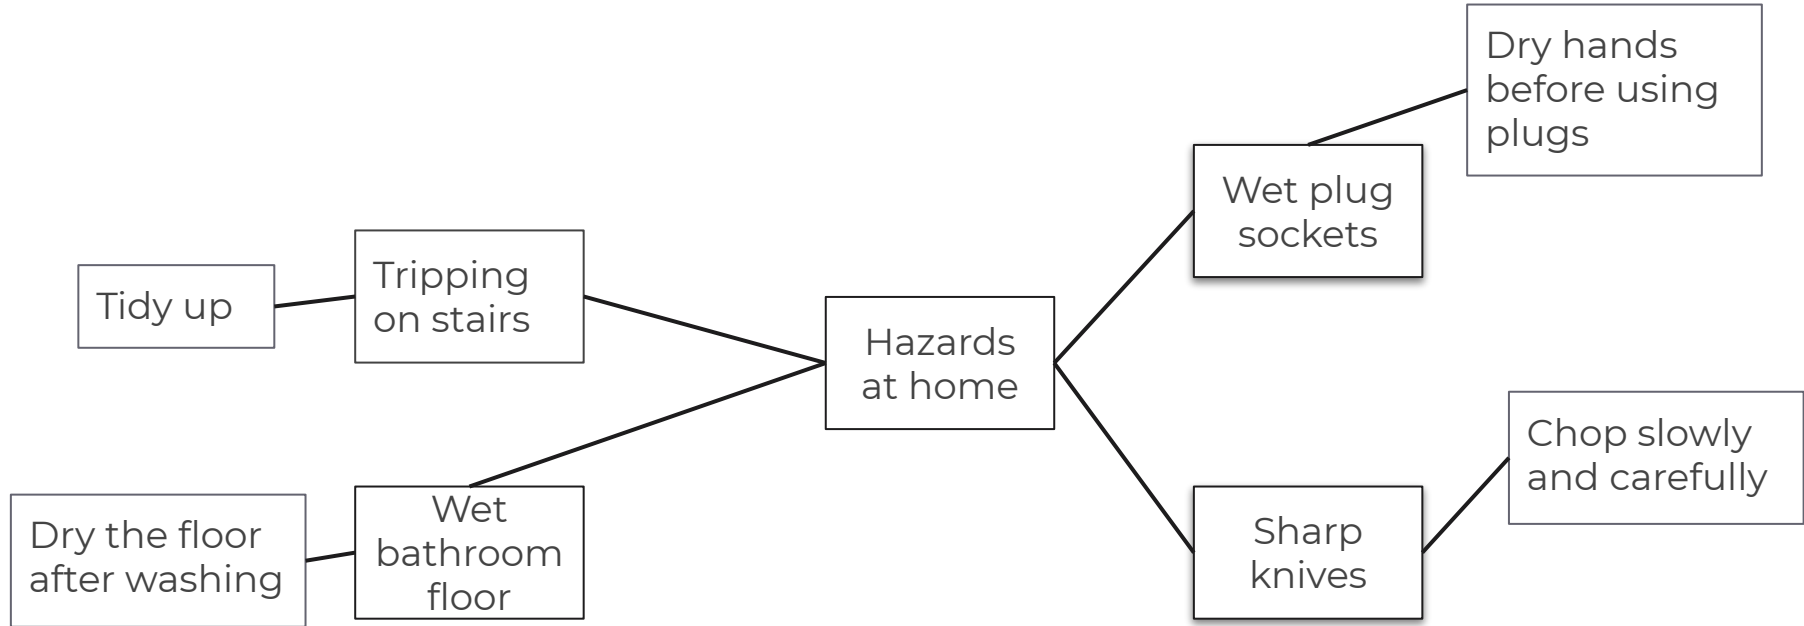 Dry hands
before using
plugs
Wet plug
sockets
Tripping
on stairs
Tidy up
Hazards
at home
Chop slowly
and carefully
Wet
bathroom
floor
Dry the floor
after washing
Sharp
knives